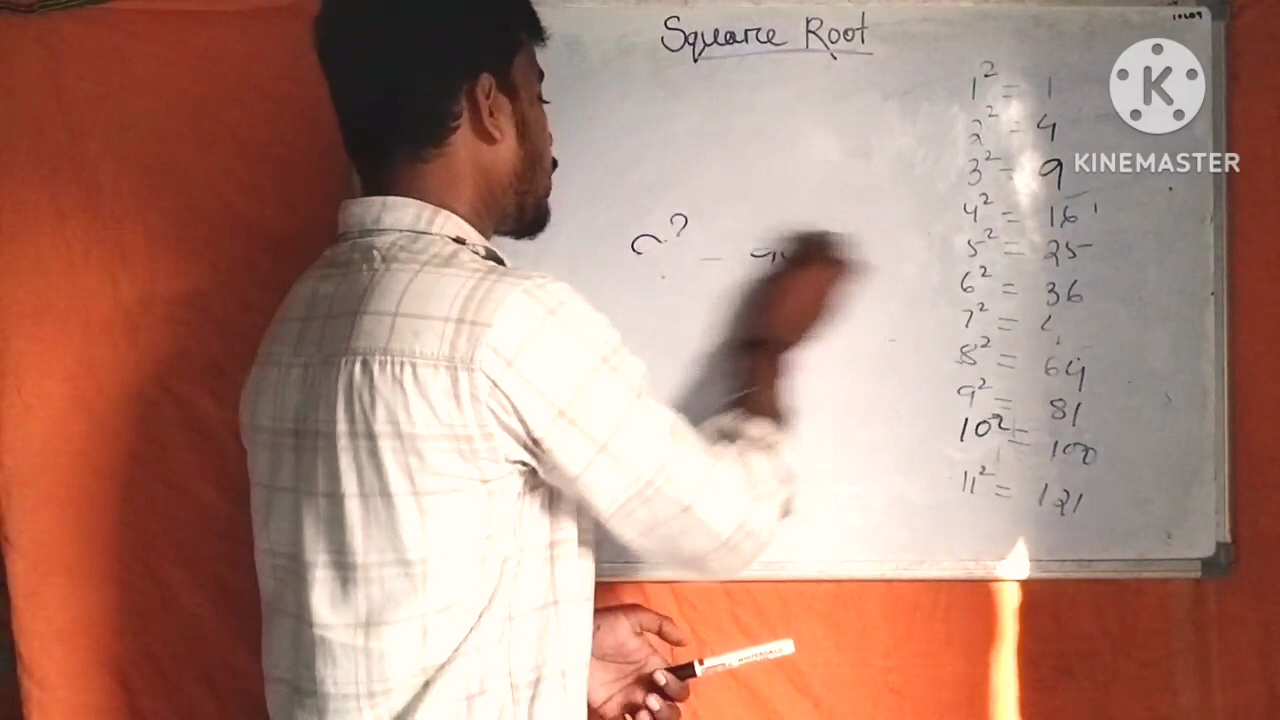 Square Root
1² = 1
2² = 4
3² = 9
4² = 16
5² = 25
6² = 36
7² =
8² = 64
9² = 81
10² = 100
11² = 121
KINEMASTER